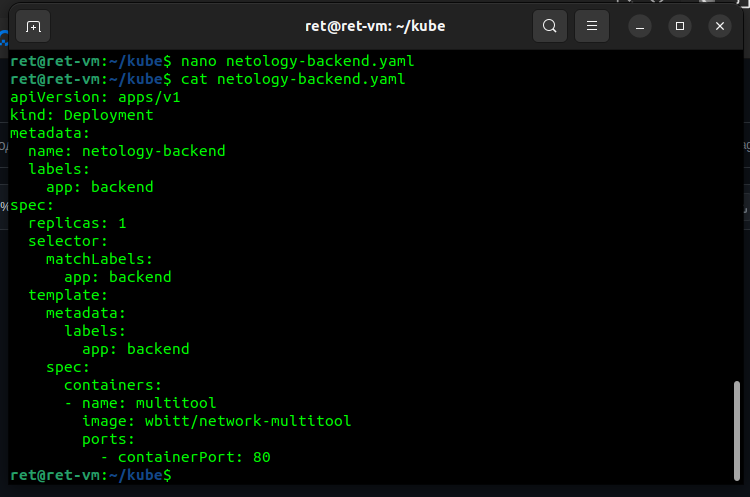 ret@ret-vm: ~/kube
ret@ret-vm:~/kube$ nano netology-backend.yaml
ret@ret-vm:~/kube$ cat netology-backend.yaml
apiVersion: apps/v1
kind: Deployment
metadata:
  name: netology-backend
  labels:
    app: backend
spec:
  replicas: 1
  selector:
    matchLabels:
      app: backend
  template:
    metadata:
      labels:
        app: backend
    spec:
      containers:
      - name: multitool
        image: wbitt/network-multitool
        ports:
          - containerPort: 80
ret@ret-vm:~/kube$